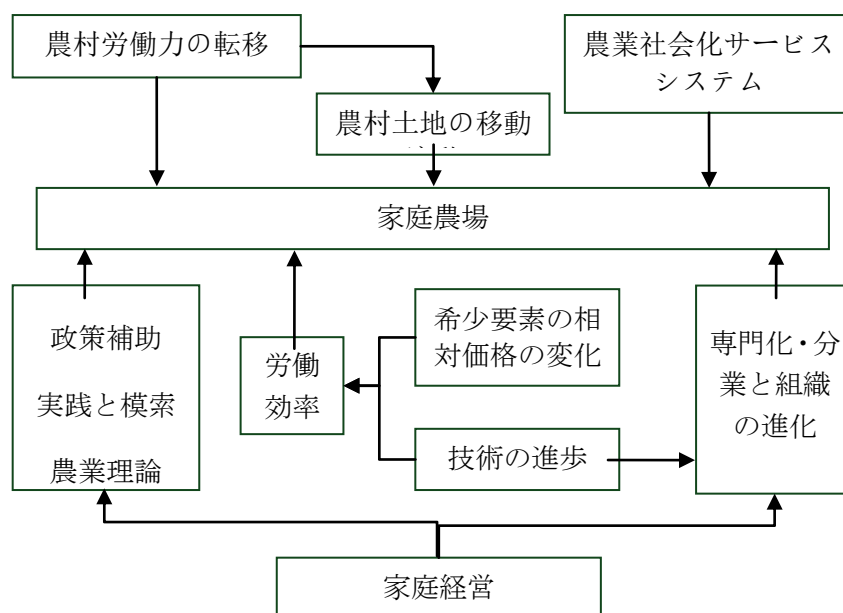 農村労働力の転移
農業社会化サービス
システム
農村土地の移動
家庭農場
政策補助
実践と模索
農業理論
労働
効率
希少要素の相
対価格の変化
技術の進歩
専門化・分
業と組織
の進化
家庭経営